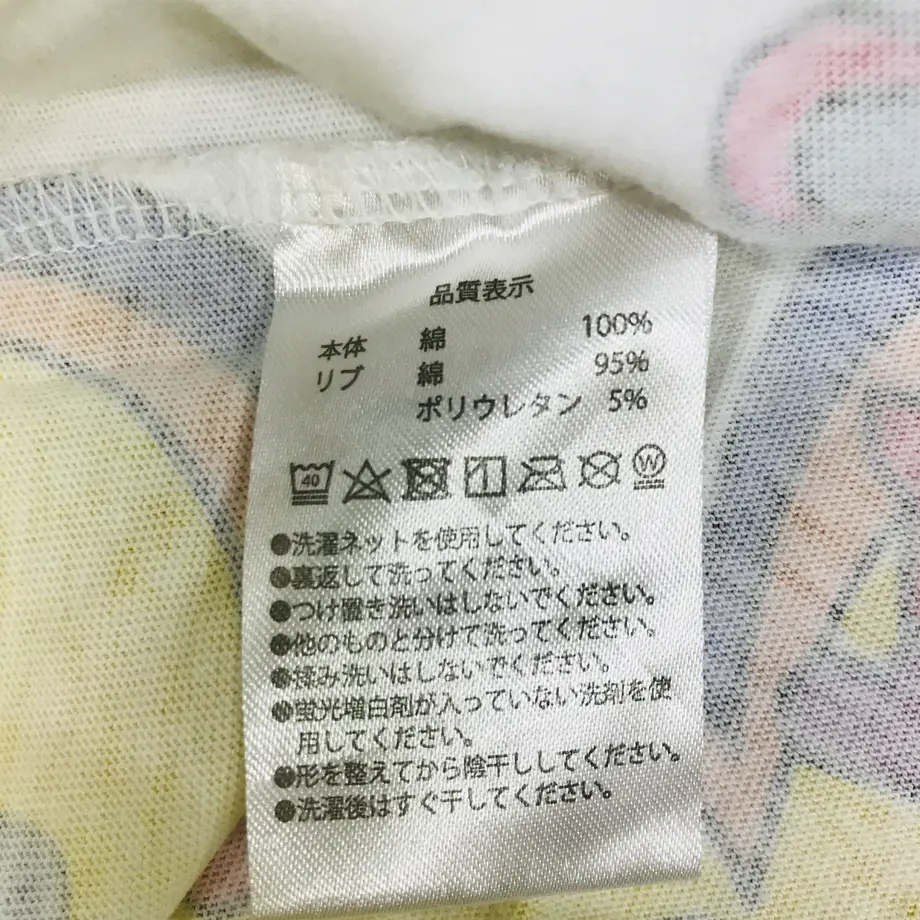 品質表示
本体 綿 100%
リブ 綿 95%
ポリウレタン 5%
40 W
●洗濯ネットを使用してください。
●裏返して洗ってください。
●つけ置き洗いはしないでください。
●他のものと分けて洗ってください。
●揉み洗いはしないでください。
●蛍光増白剤が入っていない洗剤を使
用してください。
●形を整えてから陰干ししてください。
●洗濯後はすぐ干してください。